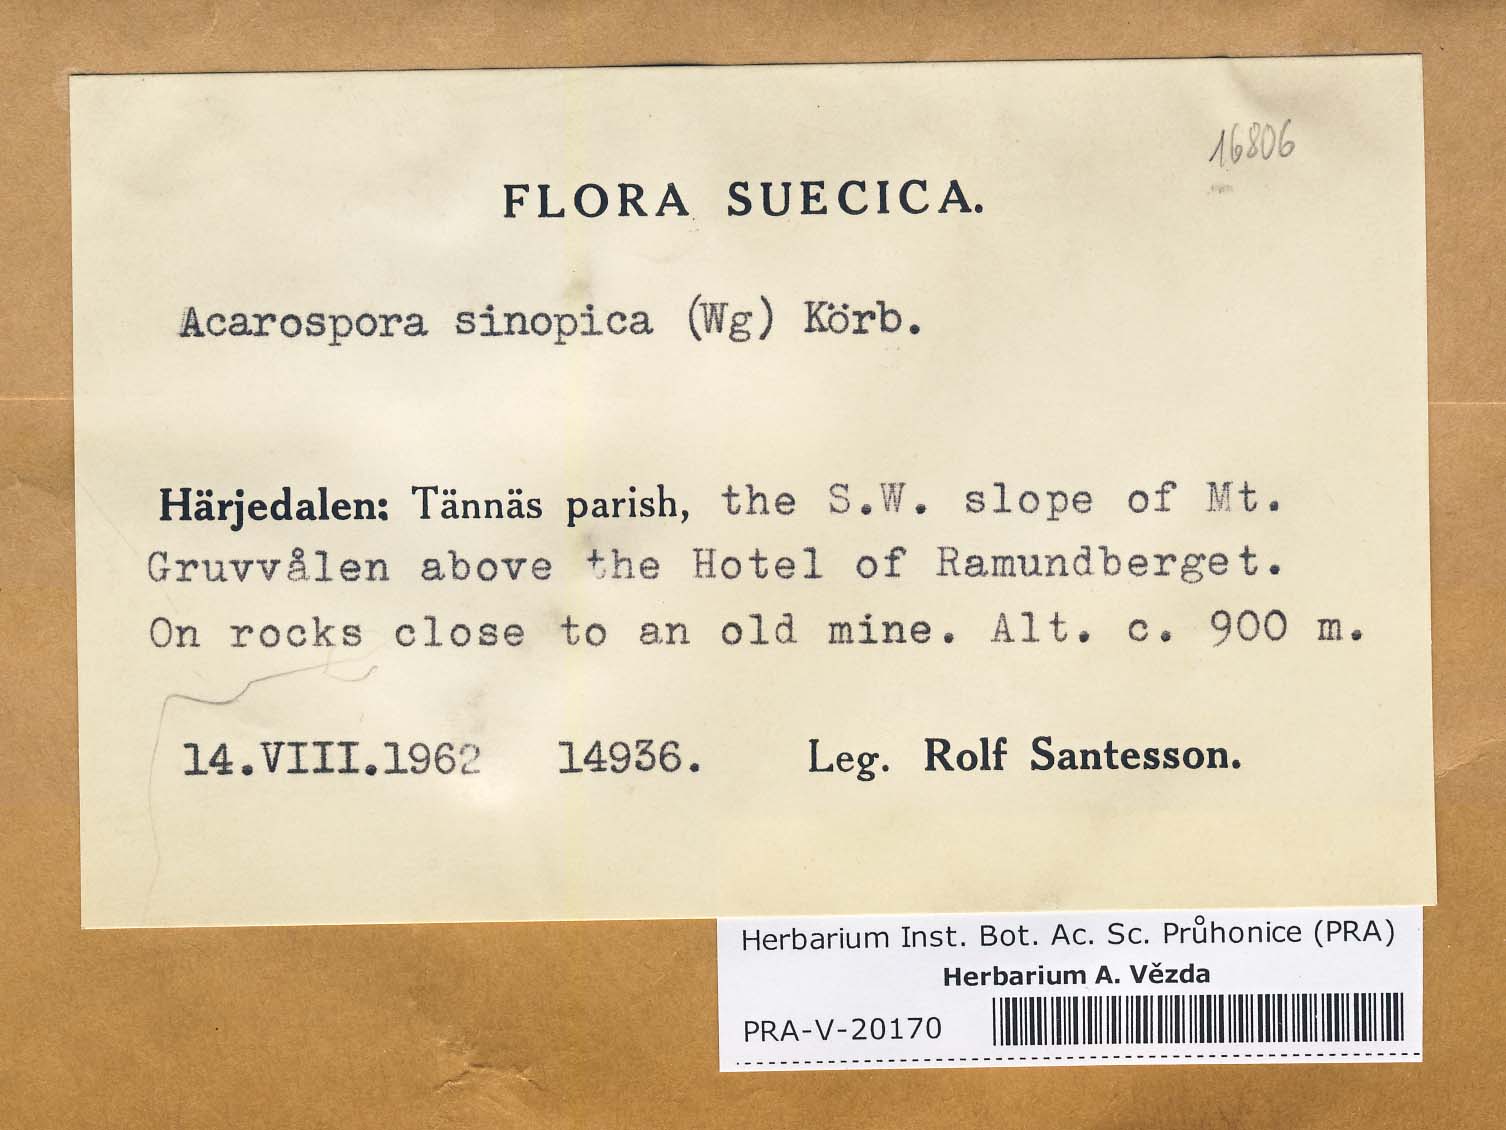 16806
FLORA SUECICA.
Acarospora sinopica (Wg) Körb.
Härjedalen: Tännäs parish, the S.W. slope of Mt.
Gruvvålen above the Hotel of Ramundberget.
On rocks close to an old mine. Alt. c. 900 m.
14.VIII.1962 14936. Leg. Rolf Santesson.
Herbarium Inst. Bot. Ac. Sc. Průhonice (PRA)
Herbarium A. Vězda
PRA-V-20170